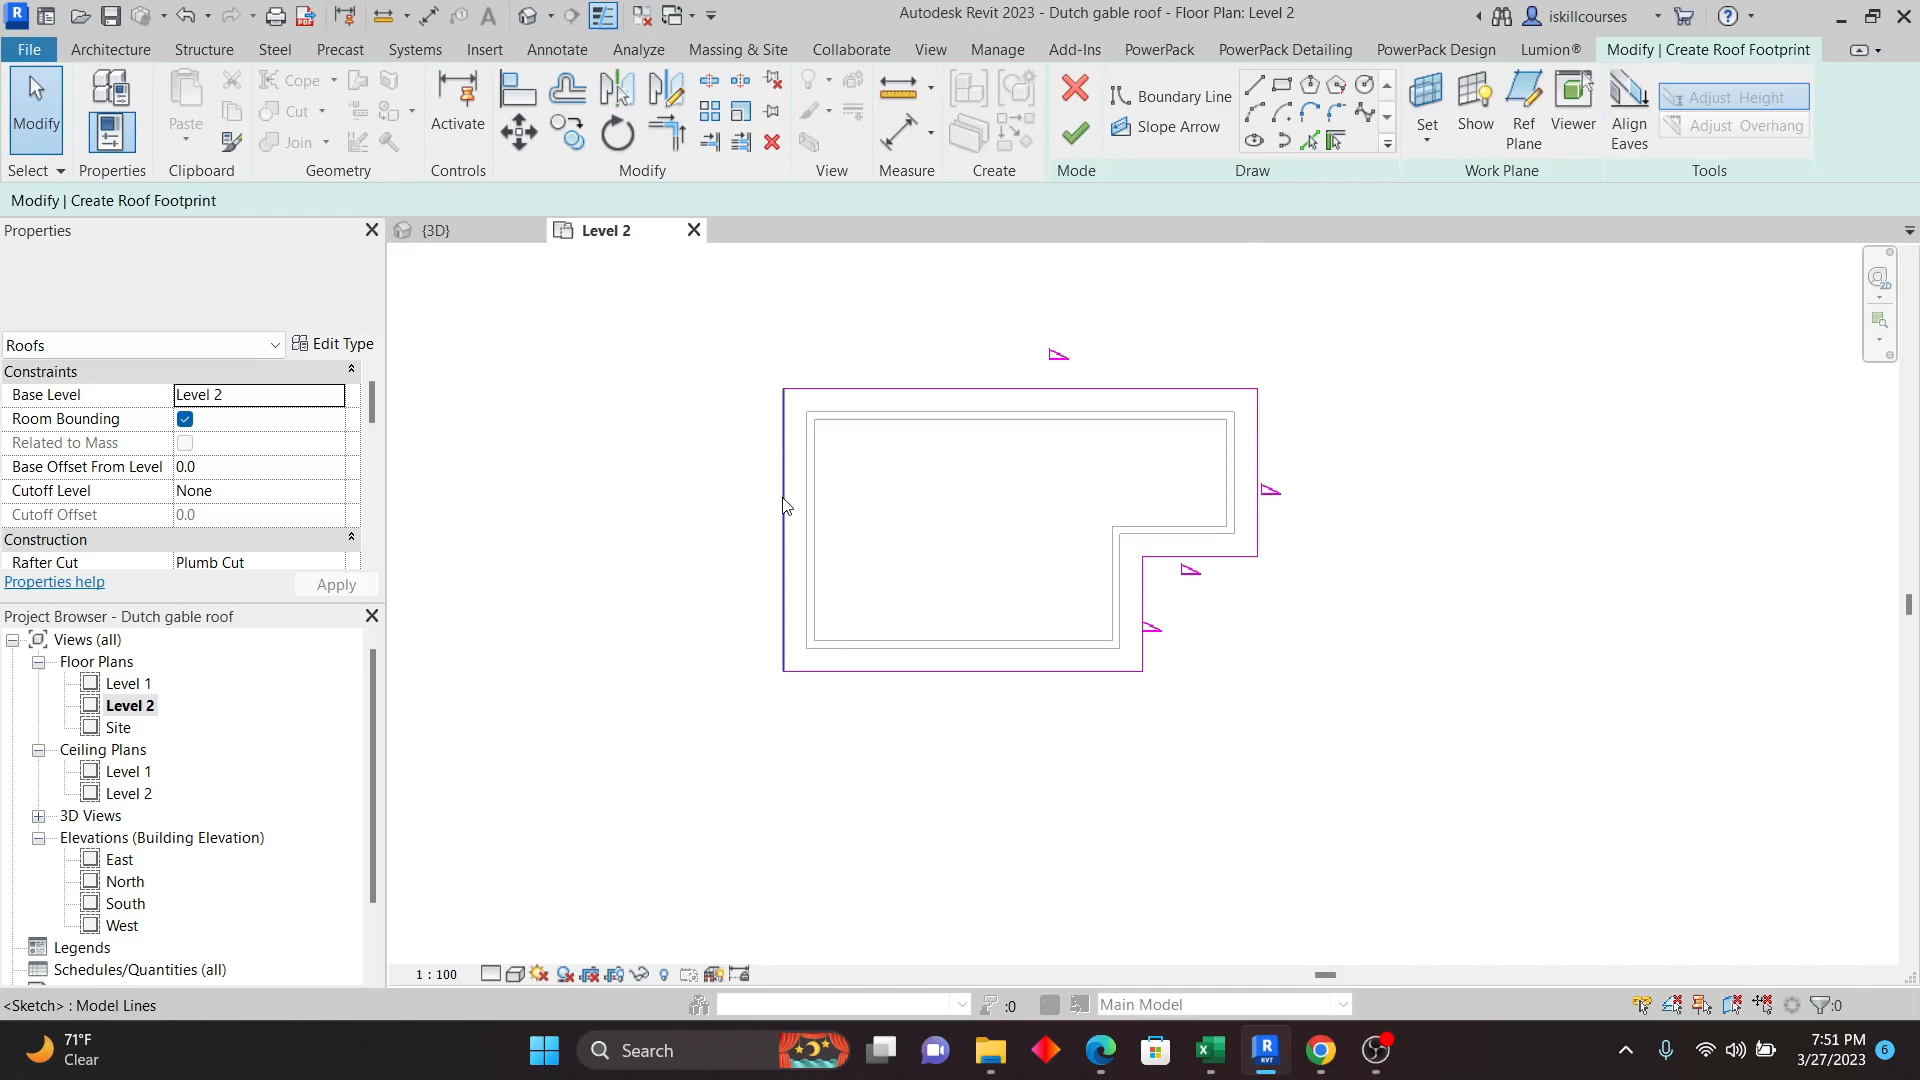 Autodesk Revit 2023 - Dutch gable roof - Floor Plan: Level 2
iskillcourses
File Architecture Structure Steel Precast Systems Insert Annotate Analyze Massing & Site Collaborate View Manage Add-Ins PowerPack PowerPack Detailing PowerPack Design Lumion® Modify | Create Roof Footprint
Modify
Paste
Cope
Cut
Join
Activate
Boundary Line
Slope Arrow
Set
Show
Ref
Plane
Viewer
Align
Eaves
Adjust Height
Adjust Overhang
Select Properties Clipboard Geometry Controls Modify View Measure Create Mode Draw Work Plane Tools
Modify | Create Roof Footprint
Properties
{3D}
Level 2
Roofs
Edit Type
Constraints
Base Level Level 2
Room Bounding
Related to Mass
Base Offset From Level 0.0
Cutoff Level None
Cutoff Offset 0.0
Construction
Rafter Cut Plumb Cut
Properties help
Apply
Project Browser - Dutch gable roof
Views (all)
Floor Plans
Level 1
Level 2
Site
Ceiling Plans
Level 1
Level 2
3D Views
Elevations (Building Elevation)
East
North
South
West
Legends
Schedules/Quantities (all)
1 : 100
<Sketch> : Model Lines
:0
Main Model
:0
71°F
Clear
Search
R
RVT
7:51 PM
3/27/2023
6
2D